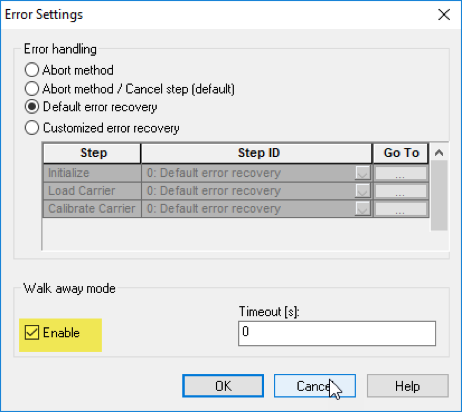 Error Settings
Error handling
Abort method
Abort method / Cancel step (default)
Default error recovery
Customized error recovery
Step Step ID Go To
Initialize 0: Default error recovery ...
Load Carrier 0: Default error recovery ...
Calibrate Carrier 0: Default error recovery ...
Walk away mode
Timeout [s]:
Enable 0
OK Cancel Help